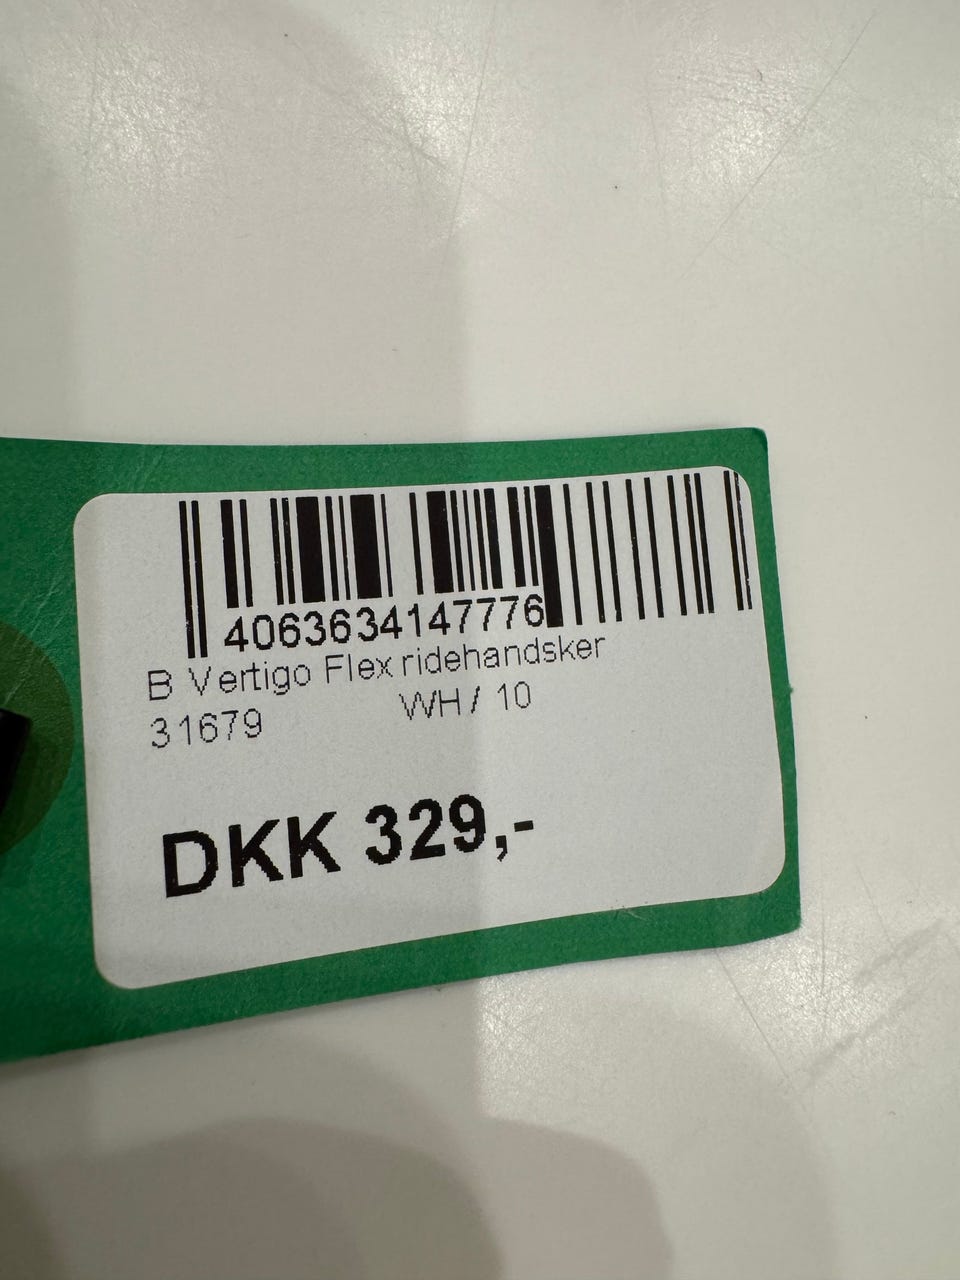 4063634147776
B Vertigo Flex ridehandsker
31679 WH / 10
DKK 329,-